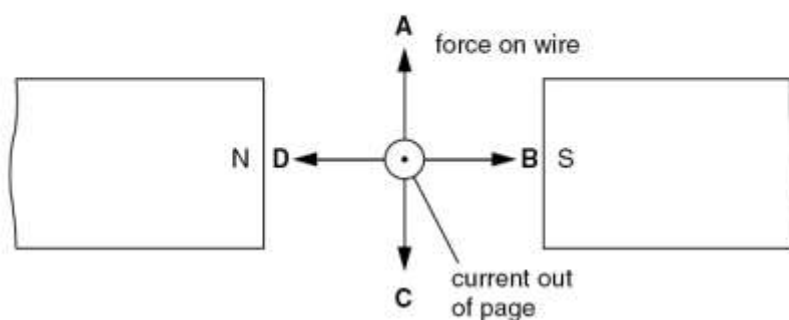 A
force on wire
N D B S
current out
of page
C